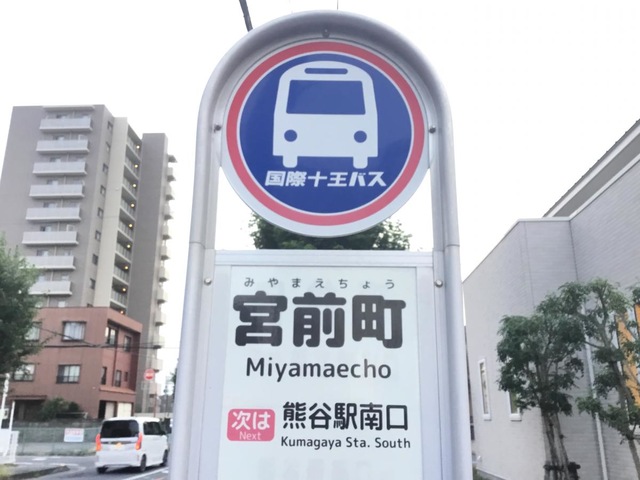 国際十王バス
みやまえちょう
宮前町
Miyamaecho
次は 熊谷駅南口
Next Kumagaya Sta. South